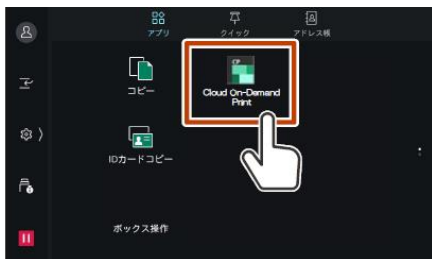 アプリ
クイック
アドレス帳
コピー
CP
Cloud On-Demand
Print
IDカードコピー
ボックス操作